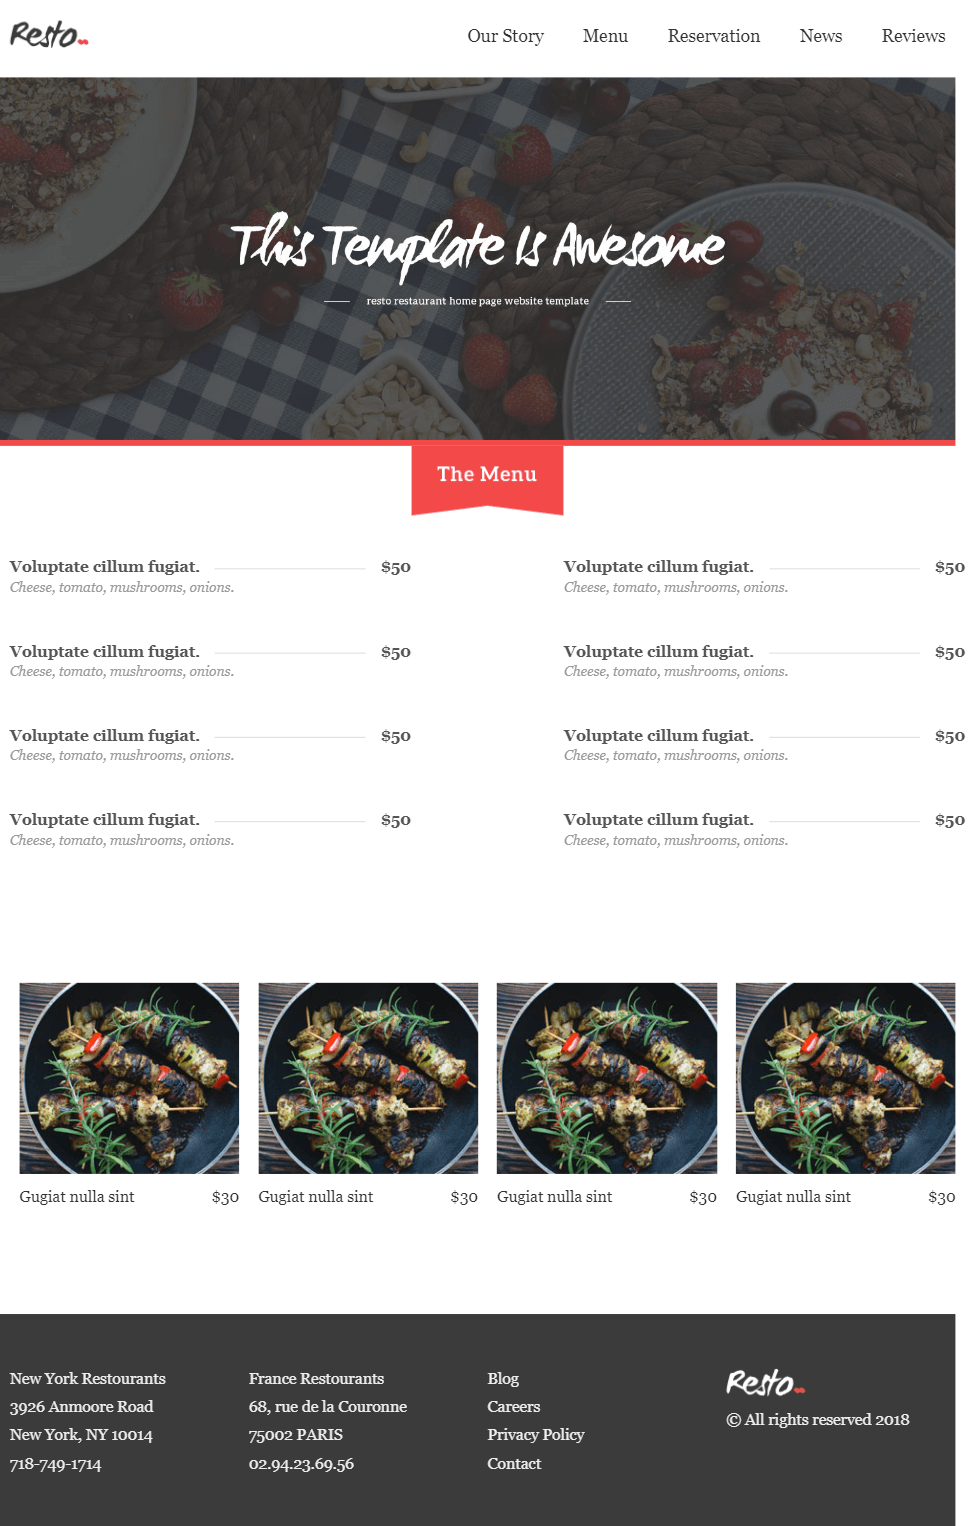 Resto
Our Story Menu Reservation News Reviews
This Template Is Awesome
resto restaurant home page website template
The Menu
Voluptate cillum fugiat. $50
Cheese, tomato, mushrooms, onions.
Voluptate cillum fugiat. $50
Cheese, tomato, mushrooms, onions.
Voluptate cillum fugiat. $50
Cheese, tomato, mushrooms, onions.
Voluptate cillum fugiat. $50
Cheese, tomato, mushrooms, onions.
Voluptate cillum fugiat. $50
Cheese, tomato, mushrooms, onions.
Voluptate cillum fugiat. $50
Cheese, tomato, mushrooms, onions.
Voluptate cillum fugiat. $50
Cheese, tomato, mushrooms, onions.
Voluptate cillum fugiat. $50
Cheese, tomato, mushrooms, onions.
Gugiat nulla sint $30
Gugiat nulla sint $30
Gugiat nulla sint $30
Gugiat nulla sint $30
New York Restourants
3926 Anmoore Road
New York, NY 10014
718-749-1714
France Restourants
68, rue de la Couronne
75002 PARIS
02.94.23.69.56
Blog
Careers
Privacy Policy
Contact
Resto
© All rights reserved 2018